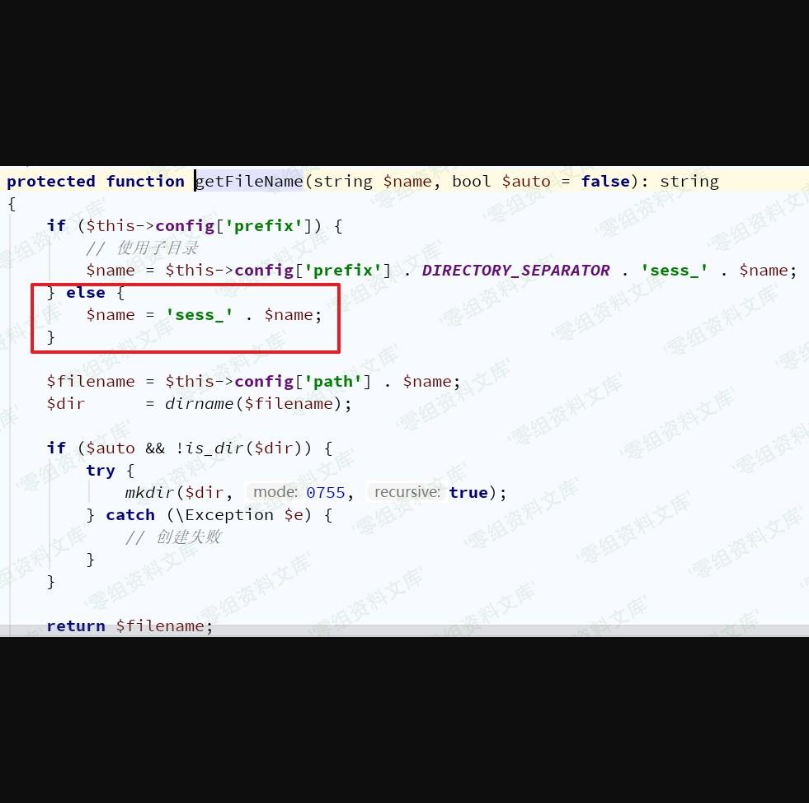 protected function getFileName(string $name, bool $auto = false): string
{
    if ($this->config['prefix']) {
        // 使用子目录
        $name = $this->config['prefix'] . DIRECTORY_SEPARATOR . 'sess_' . $name;
    } else {
        $name = 'sess_' . $name;
    }
    $filename = $this->config['path'] . $name;
    $dir      = dirname($filename);
    if ($auto && !is_dir($dir)) {
        try {
            mkdir($dir, mode: 0755, recursive: true);
        } catch (\Exception $e) {
            // 创建失败
        }
    }
    return $filename;
'零组资料文库'